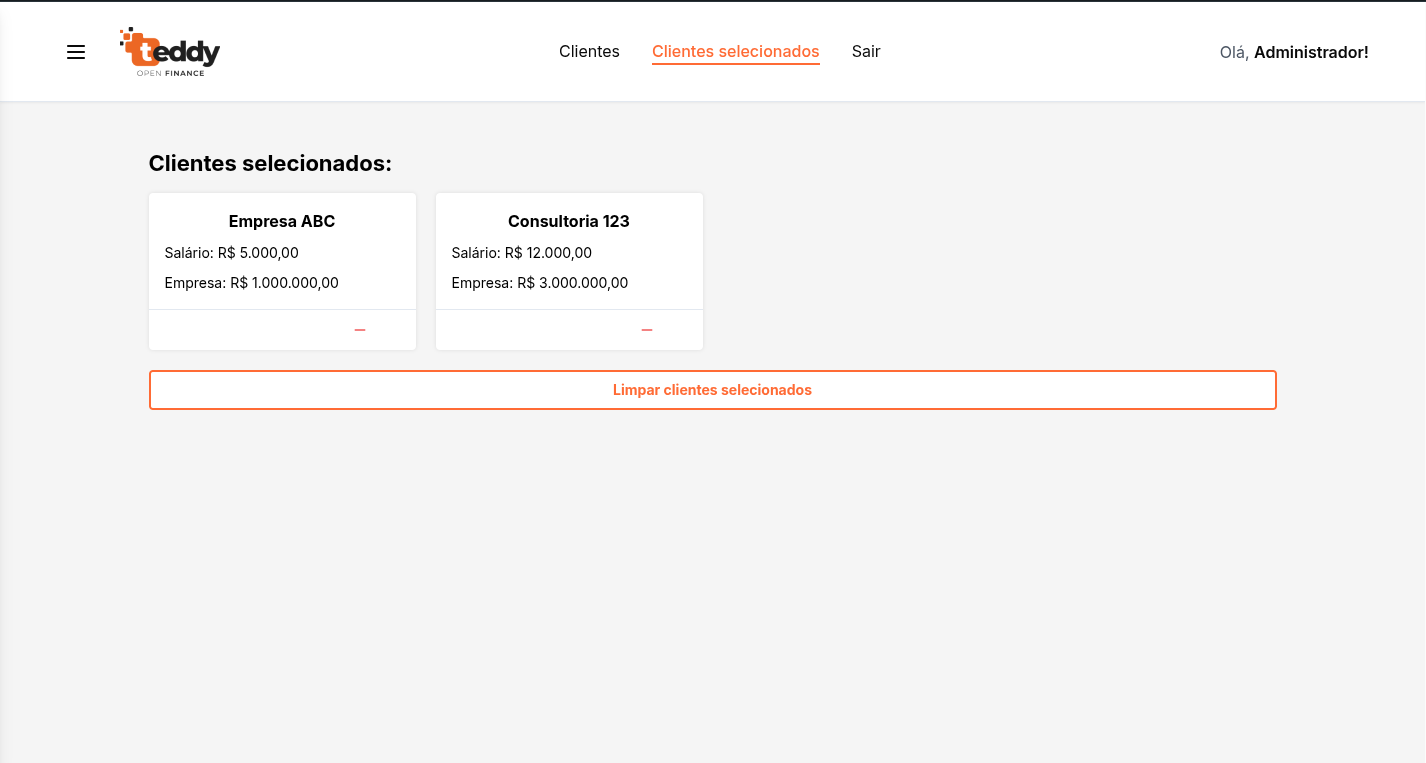 teddy
OPEN FINANCE
Clientes
Clientes selecionados
Sair
Olá, Administrador!
Clientes selecionados:
Empresa ABC
Salário: R$ 5.000,00
Empresa: R$ 1.000.000,00
Consultoria 123
Salário: R$ 12.000,00
Empresa: R$ 3.000.000,00
Limpar clientes selecionados